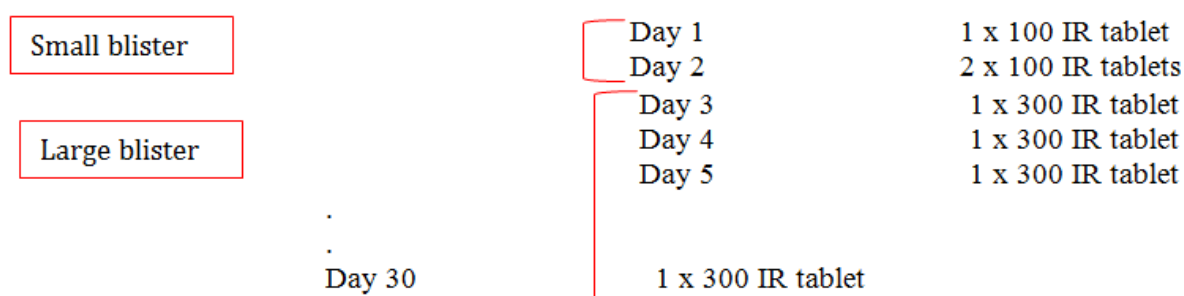 Small blister
Day 1 1 x 100 IR tablet
Day 2 2 x 100 IR tablets
Day 3 1 x 300 IR tablet
Large blister
Day 4 1 x 300 IR tablet
Day 5 1 x 300 IR tablet
.
.
Day 30 1 x 300 IR tablet